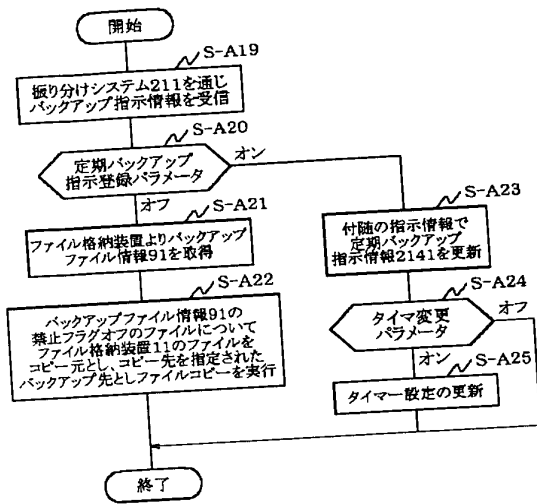 開始
S-A19
振り分けシステム211を通じ
バックアップ指示情報を受信
S-A20
定期バックアップ
指示登録パラメータ
オン
オフ
S-A21
ファイル格納装置よりバックアップ
ファイル情報91を取得
S-A22
バックアップファイル情報91の
禁止フラグオフのファイルについて
ファイル格納装置11のファイルを
コピー元とし、コピー先を指定された
バックアップ先としファイルコピーを実行
S-A23
付随の指示情報で
定期バックアップ
指示情報2141を更新
S-A24
タイマ変更
パラメータ
オフ
オン
S-A25
タイマー設定の更新
終了